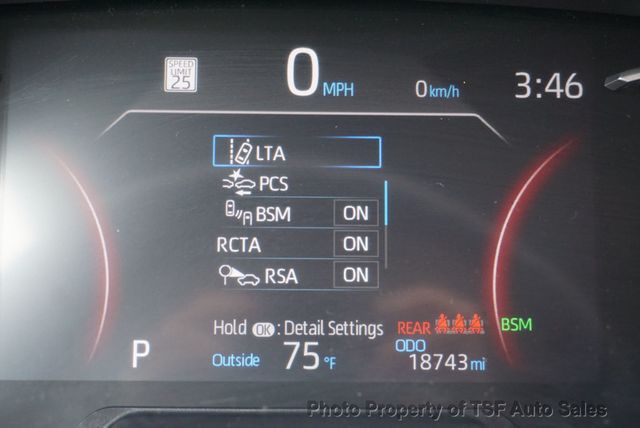 SPEED LIMIT 25
0 MPH
0 km/h
3:46
LTA
PCS
BSM ON
RCTA ON
RSA ON
Hold OK : Detail Settings
REAR
BSM
P
Outside 75 °F
ODO
18743 mi
Photo Property of TSF Auto Sales